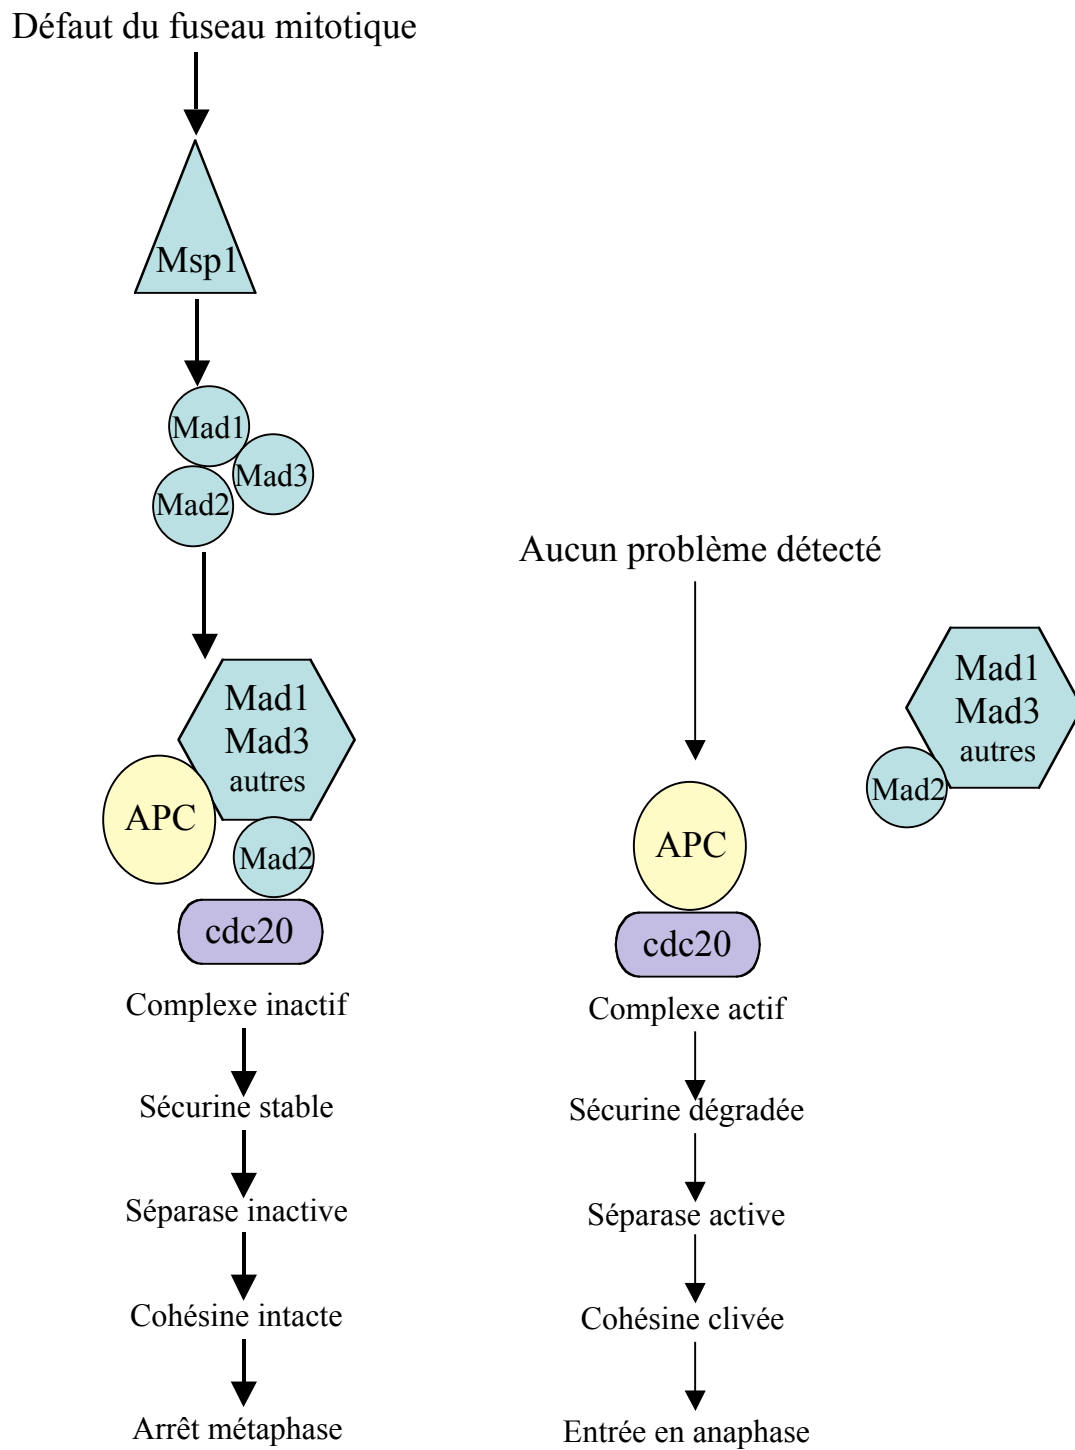 Défaut du fuseau mitotique
Msp1
Mad1
Mad3
Mad2
Mad1
Mad3
autres
APC
Mad2
cdc20
Complexe inactif
Sécurine stable
Séparase inactive
Cohésine intacte
Arrêt métaphase
Aucun problème détecté
Mad1
Mad3
autres
Mad2
APC
cdc20
Complexe actif
Sécurine dégradée
Séparase active
Cohésine clivée
Entrée en anaphase